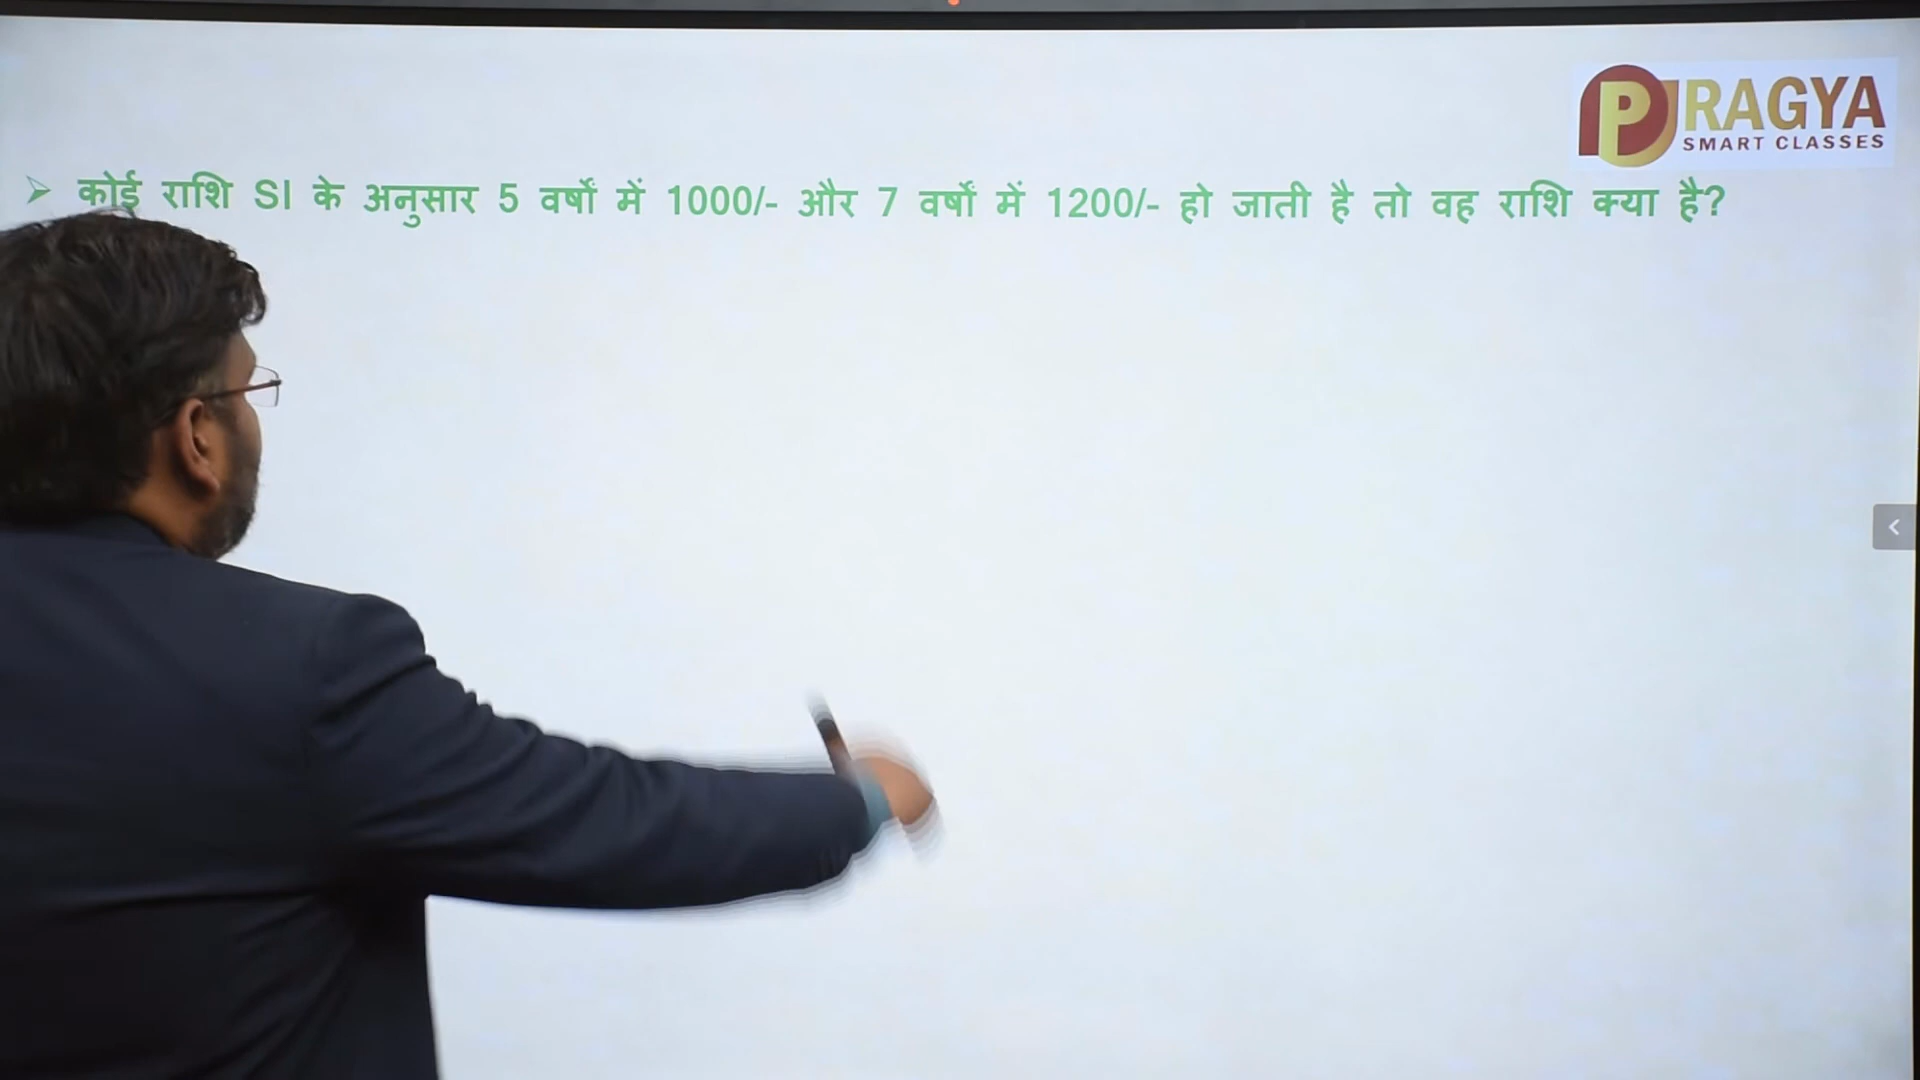 PRAGYA
SMART CLASSES
कोई राशि SI के अनुसार 5 वर्षों में 1000/- और 7 वर्षों में 1200/- हो जाती है तो वह राशि क्या है?